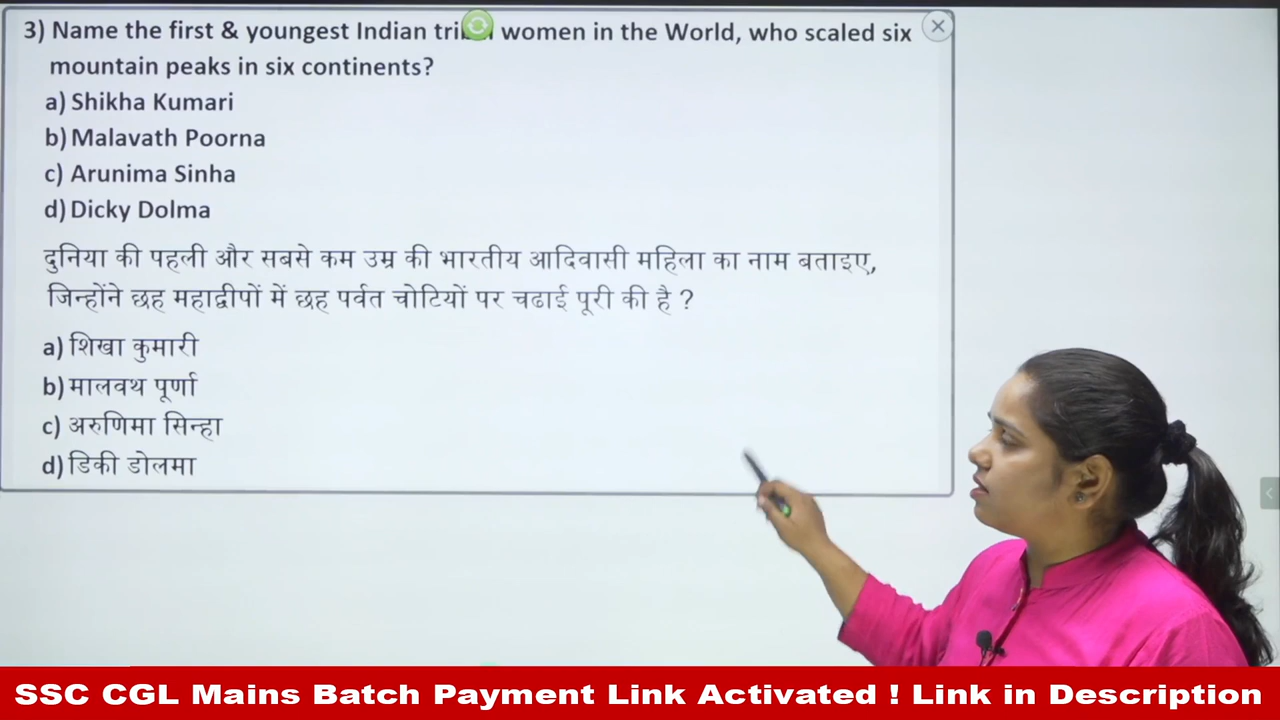 3) Name the first & youngest Indian women in the World, who scaled six
mountain peaks in six continents?
a) Shikha Kumari
b) Malavath Poorna
c) Arunima Sinha
d) Dicky Dolma
दुनिया की पहली और सबसे कम उम्र की भारतीय आदिवासी महिला का नाम बताइए,
जिन्होंने छह महाद्वीपों में छह पर्वत चोटियों पर चढाई पूरी की है ?
a) शिखा कुमारी
b) मालवथ पूर्णा
c) अरुणिमा सिन्हा
d) डिकी डोलमा
SSC CGL Mains Batch Payment Link Activated ! Link in Description